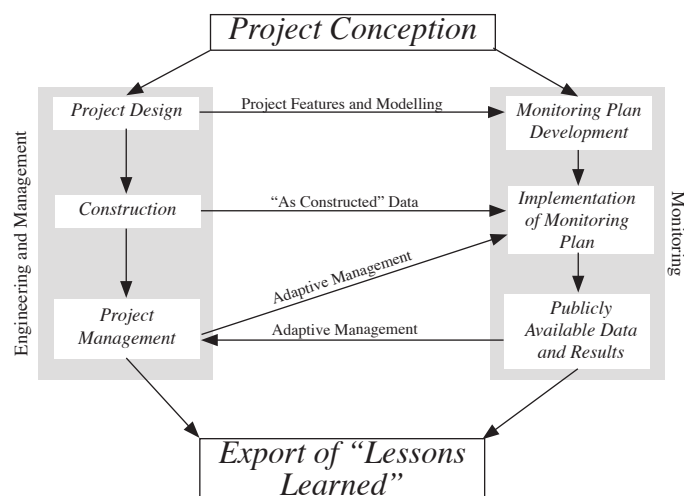 Project Conception
Project Design
Project Features and Modelling
Monitoring Plan
Development
Engineering and Management
Construction
“As Constructed” Data
Implementation
of Monitoring
Plan
Monitoring
Adaptive Management
Project
Management
Adaptive Management
Publicly
Available Data
and Results
Export of “Lessons
Learned”